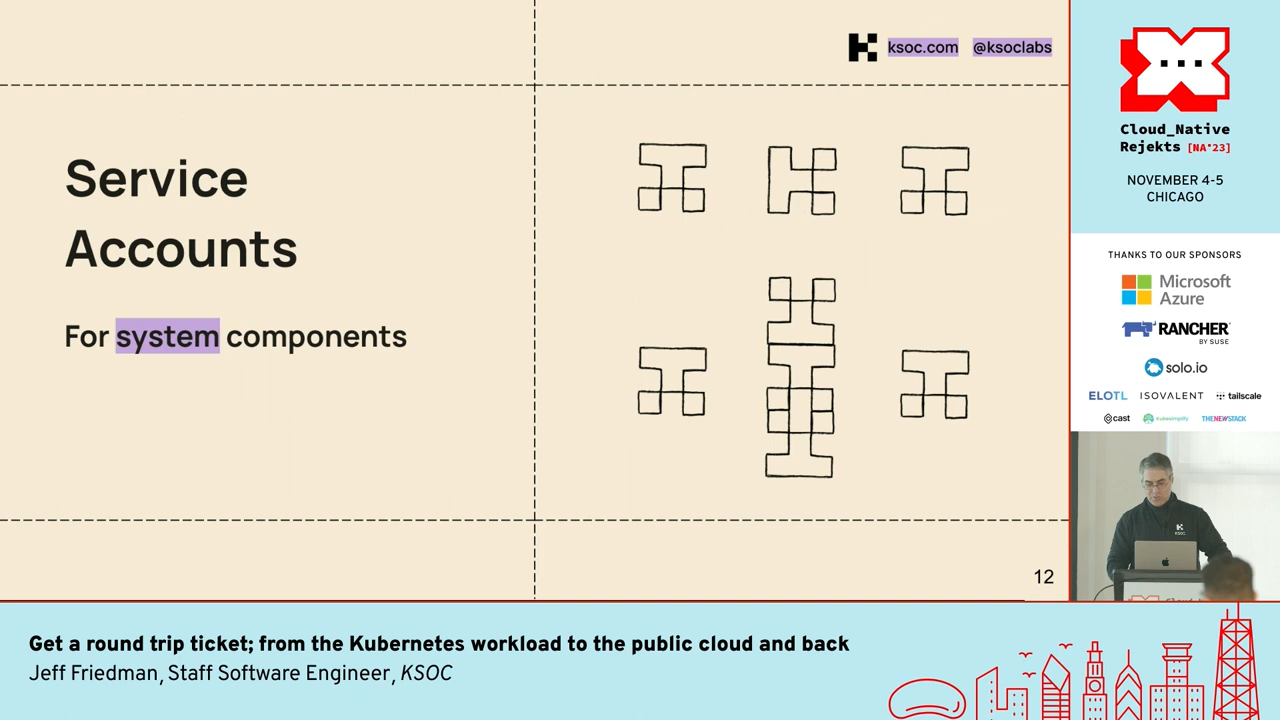 ksoc.com @ksoclabs
Service
Accounts
For system components
12
Cloud_Native
Rejekts [NA'23]
NOVEMBER 4-5
CHICAGO
THANKS TO OUR SPONSORS
Microsoft
Azure
RANCHER
BY SUSE
solo.io
ELOTL ISOVALENT tailscale
cast kubesimplify THENEWSTACK
KSOC
Get a round trip ticket; from the Kubernetes workload to the public cloud and back
Jeff Friedman, Staff Software Engineer, KSOC